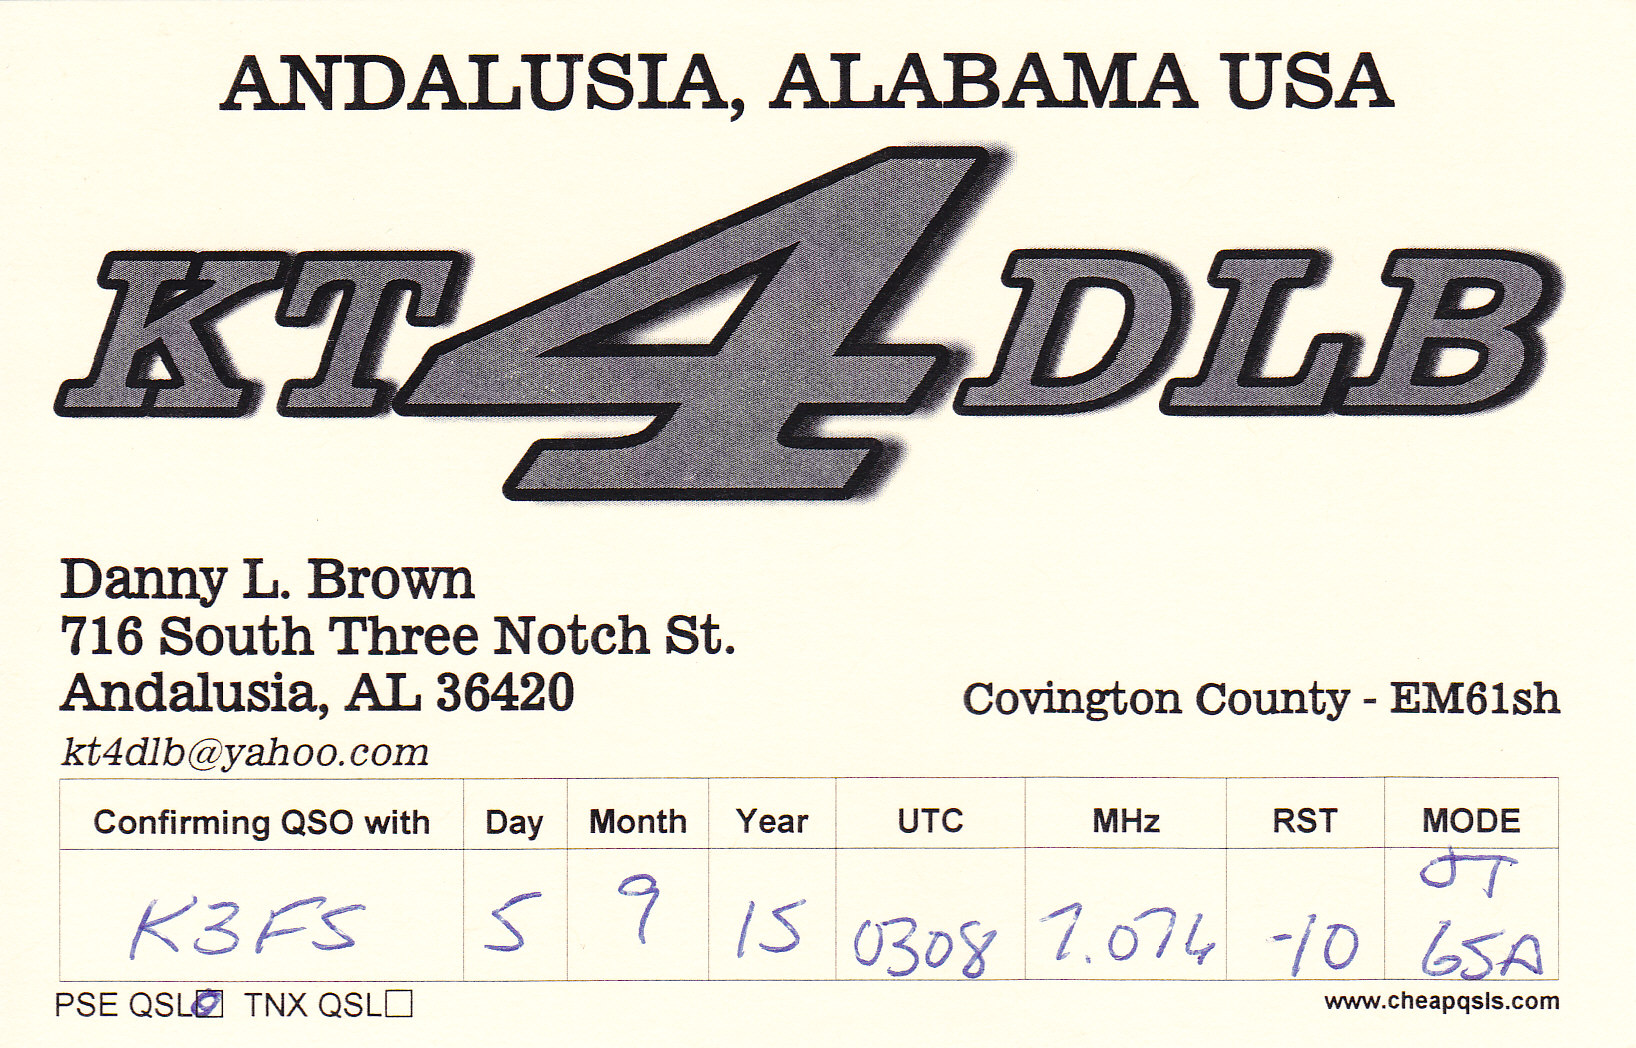 ANDALUSIA, ALABAMA USA
KT4DLB
Danny L. Brown
716 South Three Notch St.
Andalusia, AL 36420
Covington County - EM61sh
kt4dlb@yahoo.com
Confirming QSO with Day Month Year UTC MHz RST MODE
K3FS 5 9 15 0308 7.076 -10 JT 65A
PSE QSL TNX QSL
www.cheapqsls.com